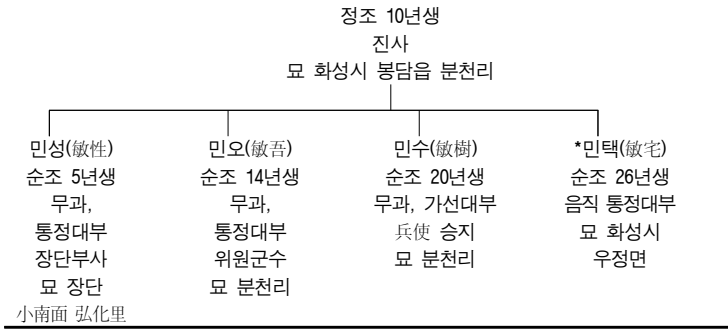 정조 10년생
진사
묘 화성시 봉담읍 분천리
민성(敏性)
순조 5년생
무과,
통정대부
장단부사
묘 장단
小南面 弘化里
민오(敏吾)
순조 14년생
무과,
통정대부
위원군수
묘 분천리
민수(敏樹)
순조 20년생
무과, 가선대부
兵使 승지
묘 분천리
*민택(敏宅)
순조 26년생
음직 통정대부
묘 화성시
우정면